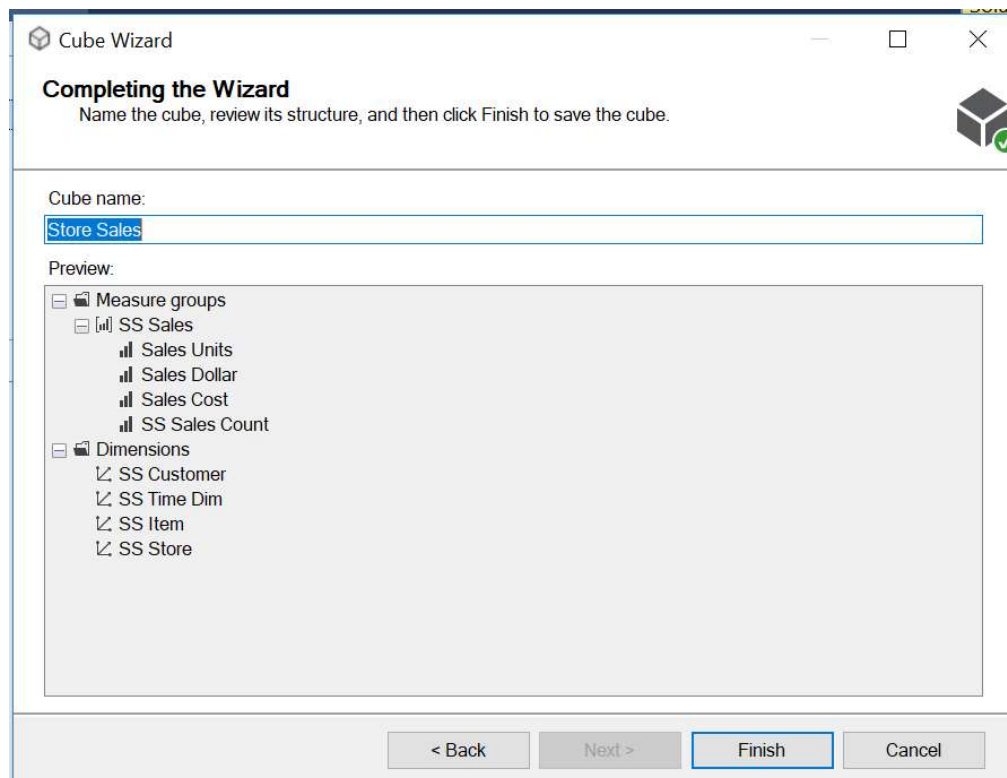 Cube Wizard
Completing the Wizard
Name the cube, review its structure, and then click Finish to save the cube.
Cube name:
Store Sales
Preview:
Measure groups
SS Sales
Sales Units
Sales Dollar
Sales Cost
SS Sales Count
Dimensions
SS Customer
SS Time Dim
SS Item
SS Store
< Back Next > Finish Cancel